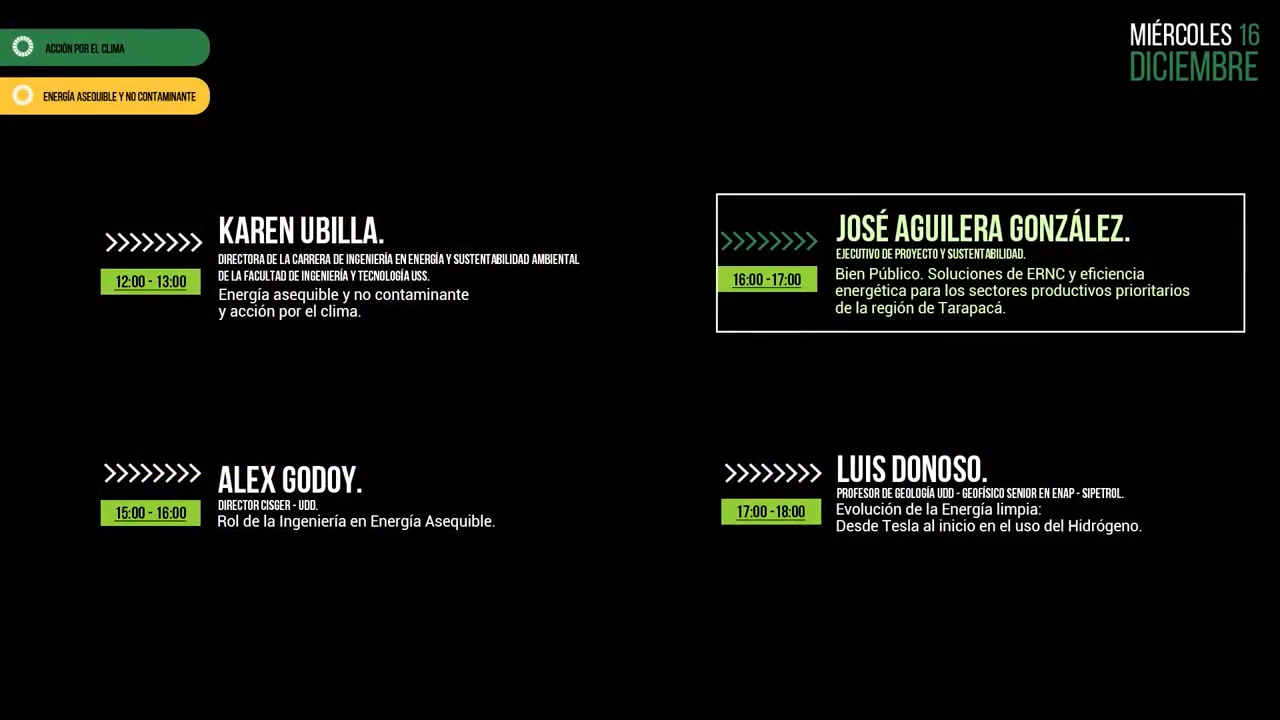 ACCIÓN POR EL CLIMA
ENERGÍA ASEQUIBLE Y NO CONTAMINANTE
MIÉRCOLES 16
DICIEMBRE
KAREN UBILLA.
DIRECTORA DE LA CARRERA DE INGENIERÍA EN ENERGÍA Y SUSTENTABILIDAD AMBIENTAL
DE LA FACULTAD DE INGENIERÍA Y TECNOLOGÍA USS.
12:00 - 13:00
Energía asequible y no contaminante
y acción por el clima.
JOSÉ AGUILERA GONZÁLEZ.
EJECUTIVO DE PROYECTO Y SUSTENTABILIDAD.
16:00 -17:00
Bien Público. Soluciones de ERNC y eficiencia
energética para los sectores productivos prioritarios
de la región de Tarapacá.
ALEX GODOY.
DIRECTOR CISGER - UDD.
15:00 - 16:00
Rol de la Ingeniería en Energía Asequible.
LUIS DONOSO.
PROFESOR DE GEOLOGÍA UDD - GEOFÍSICO SENIOR EN ENAP - SIPETROL.
17:00 -18:00
Evolución de la Energía limpia:
Desde Tesla al inicio en el uso del Hidrógeno.